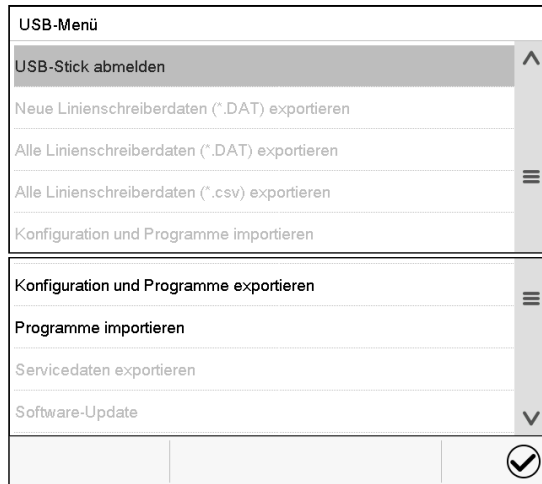 USB-Menü
USB-Stick abmelden
Neue Linienschreiberdaten (*.DAT) exportieren
Alle Linienschreiberdaten (*.DAT) exportieren
Alle Linienschreiberdaten (*.csv) exportieren
Konfiguration und Programme importieren
Konfiguration und Programme exportieren
Programme importieren
Servicedaten exportieren
Software-Update